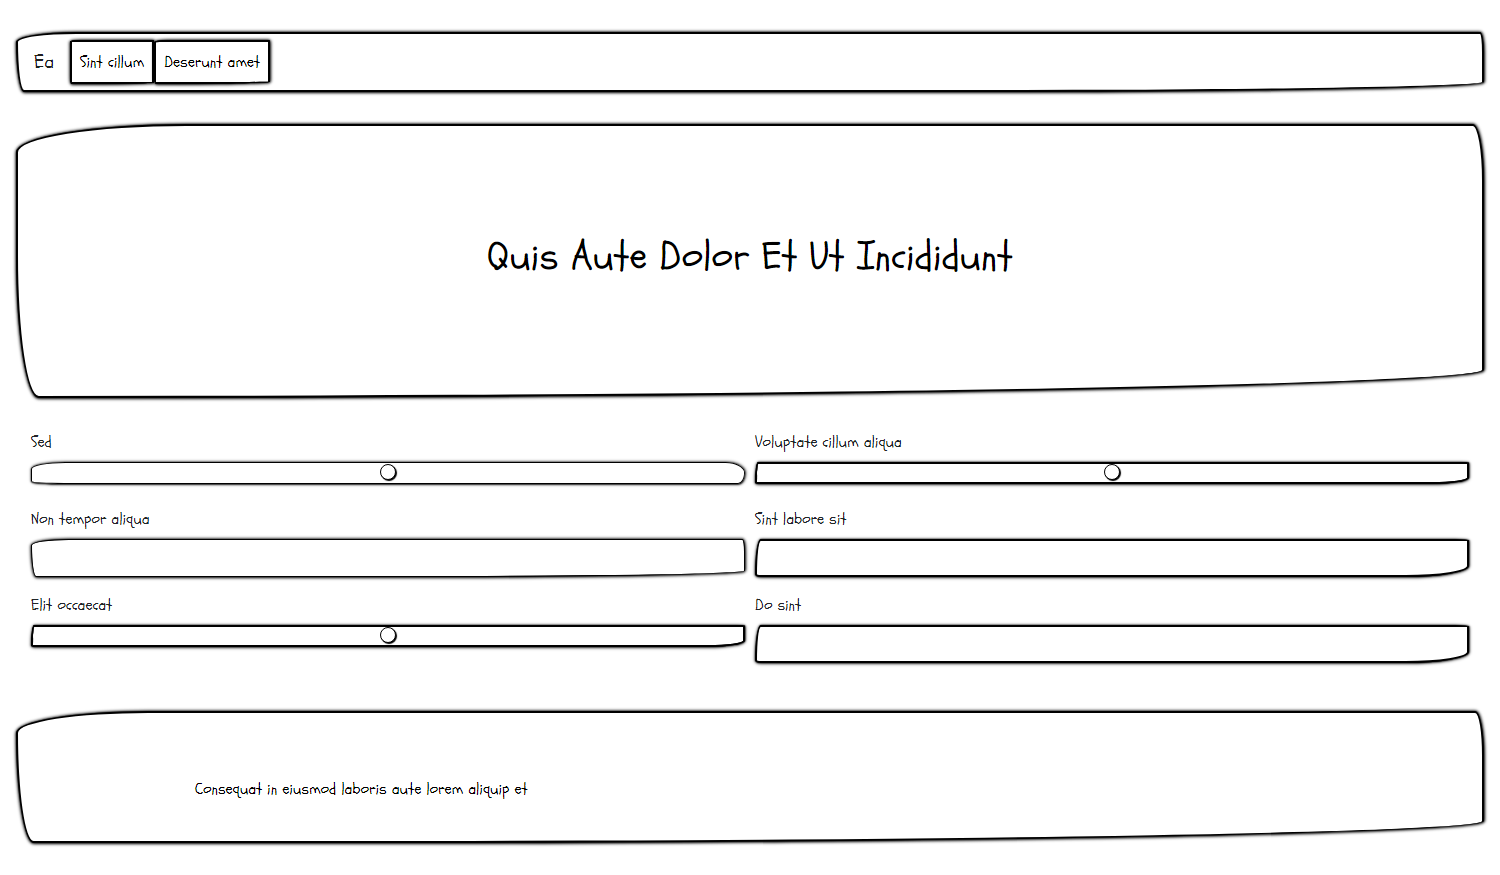 Ea Sint cillum Deserunt amet
Quis Aute Dolor Et Ut Incididunt
Sed
Voluptate cillum aliqua
Non tempor aliqua
Sint labore sit
Elit occaecat
Do sint
Consequat in eiusmod laboris aute lorem aliquip et